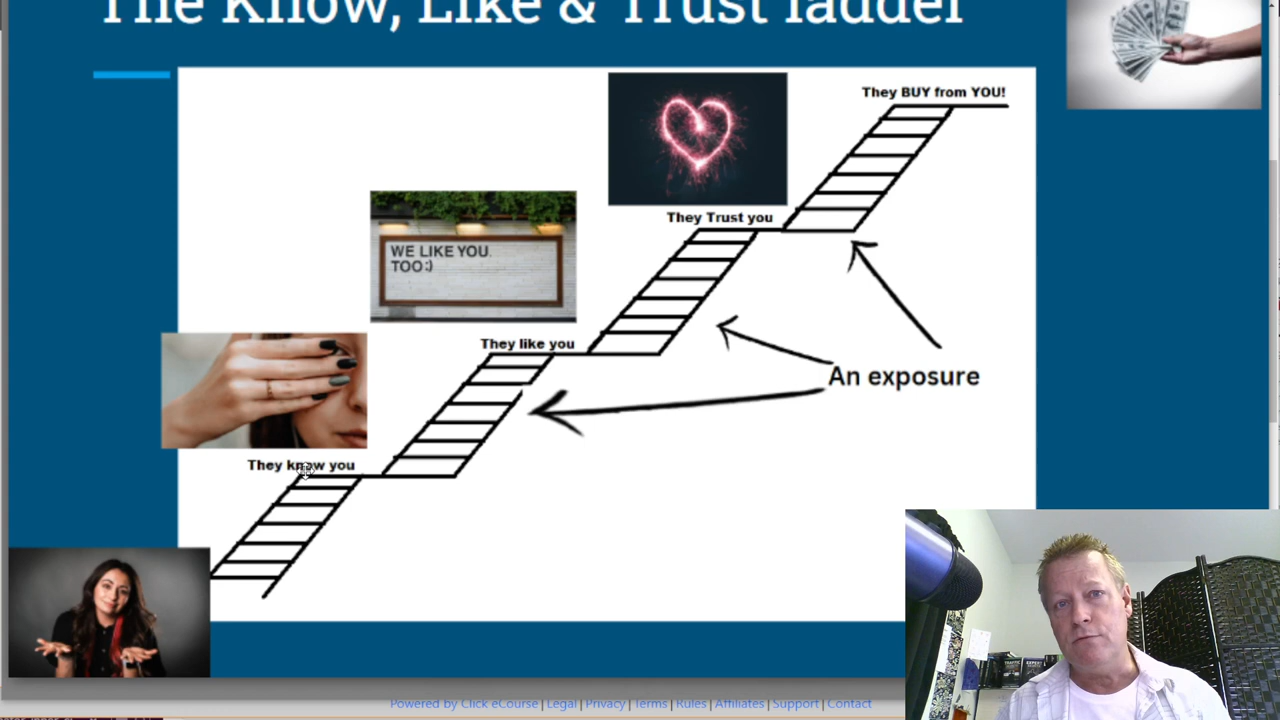 The Know, Like & Trust ladder
They BUY from YOU!
They Trust you
WE LIKE YOU.
TOO:)
They like you
An exposure
They know you
Powered by Click eCourse | Legal | Privacy | Terms | Rules | Affiliates | Support | Contact